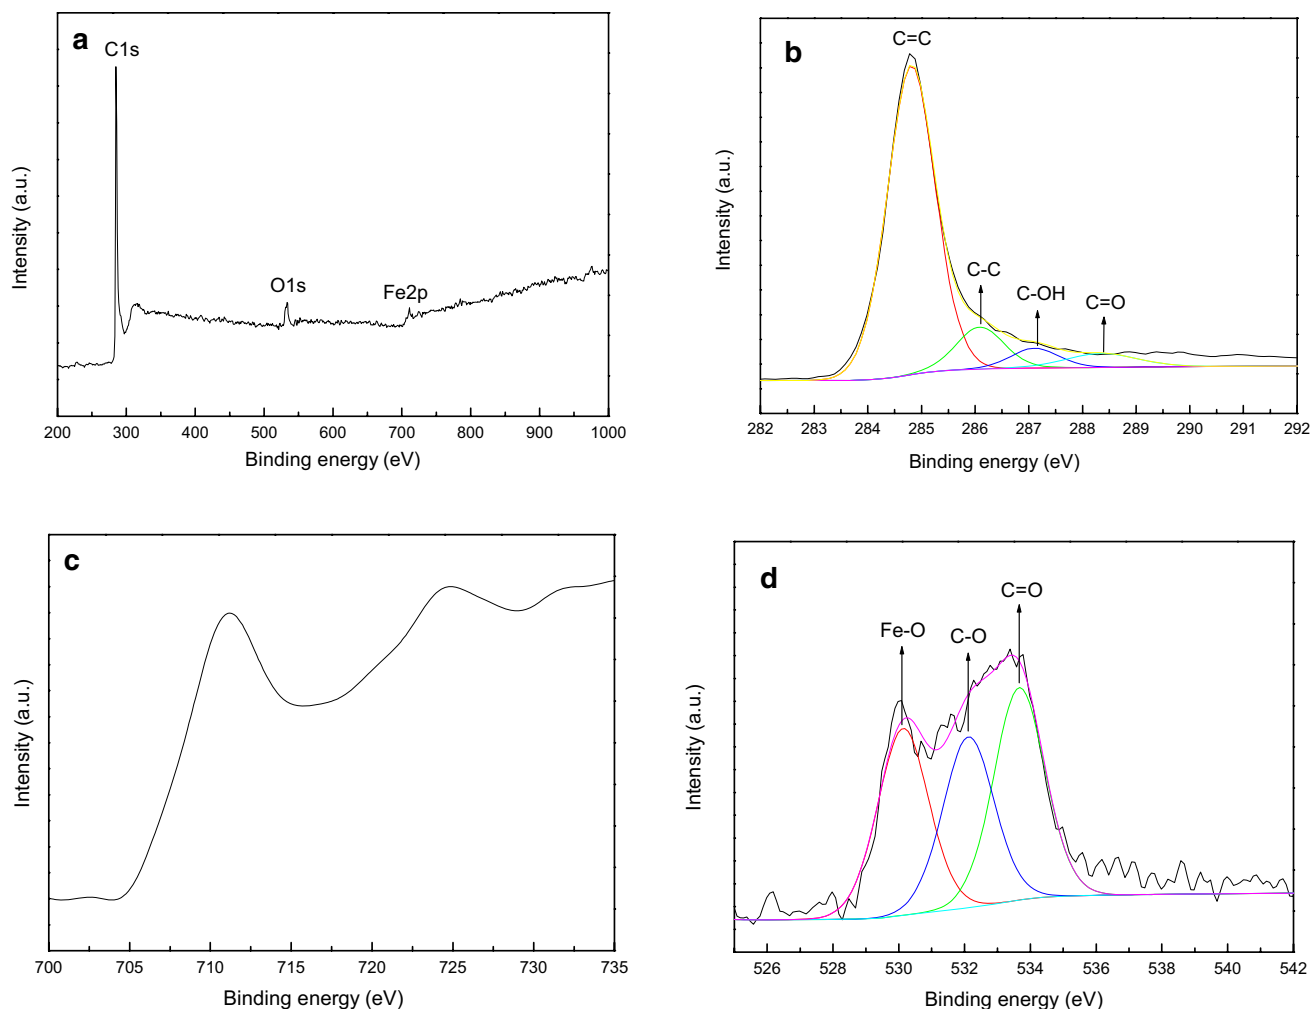 a
C1s
O1s
Fe2p
Intensity (a.u.)
200 300 400 500 600 700 800 900 1000
Binding energy (eV)
b
C=C
C-C
C-OH
C=O
Intensity (a.u.)
282 283 284 285 286 287 288 289 290 291 292
Binding energy (eV)
c
Intensity (a.u.)
700 705 710 715 720 725 730 735
Binding energy (eV)
d
Fe-O
C-O
C=O
Intensity (a.u.)
526 528 530 532 534 536 538 540 542
Binding energy (eV)